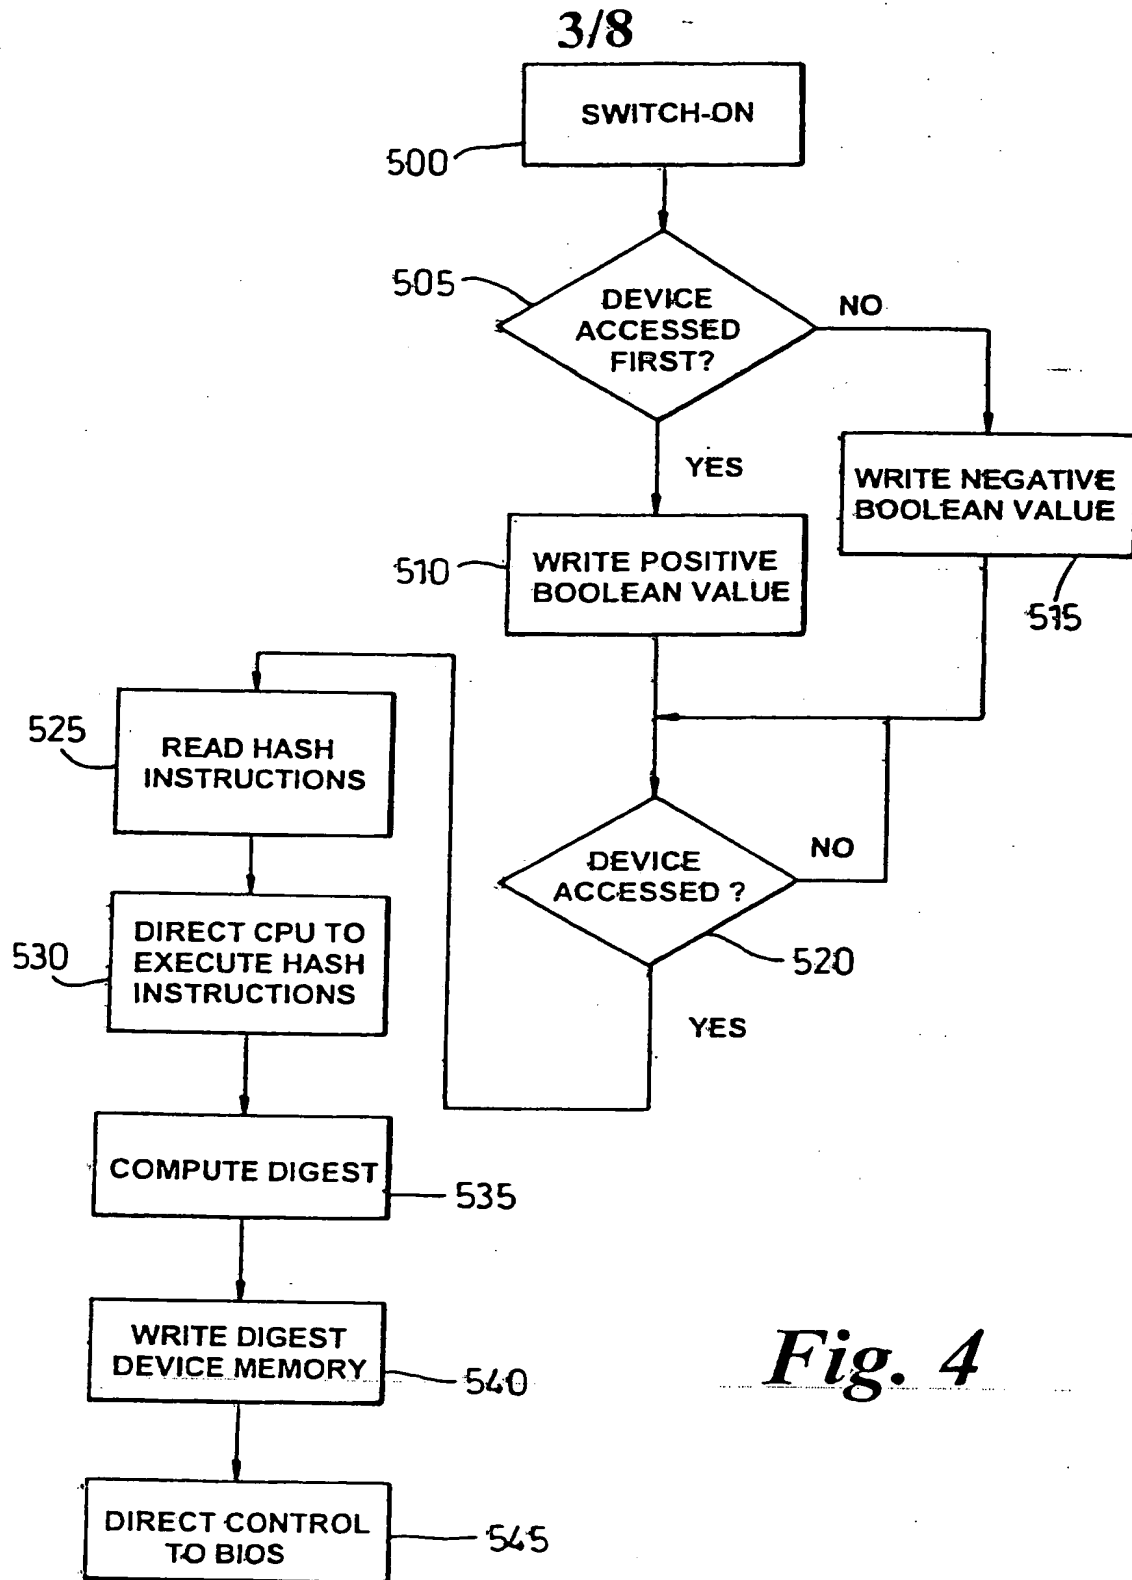 3/8
SWITCH-ON
500
505
DEVICE
ACCESSED
FIRST?
NO
YES
WRITE NEGATIVE
BOOLEAN VALUE
515
510
WRITE POSITIVE
BOOLEAN VALUE
525
READ HASH
INSTRUCTIONS
DEVICE
ACCESSED ?
NO
520
YES
530
DIRECT CPU TO
EXECUTE HASH
INSTRUCTIONS
COMPUTE DIGEST
535
WRITE DIGEST
DEVICE MEMORY
540
Fig. 4
DIRECT CONTROL
TO BIOS
545